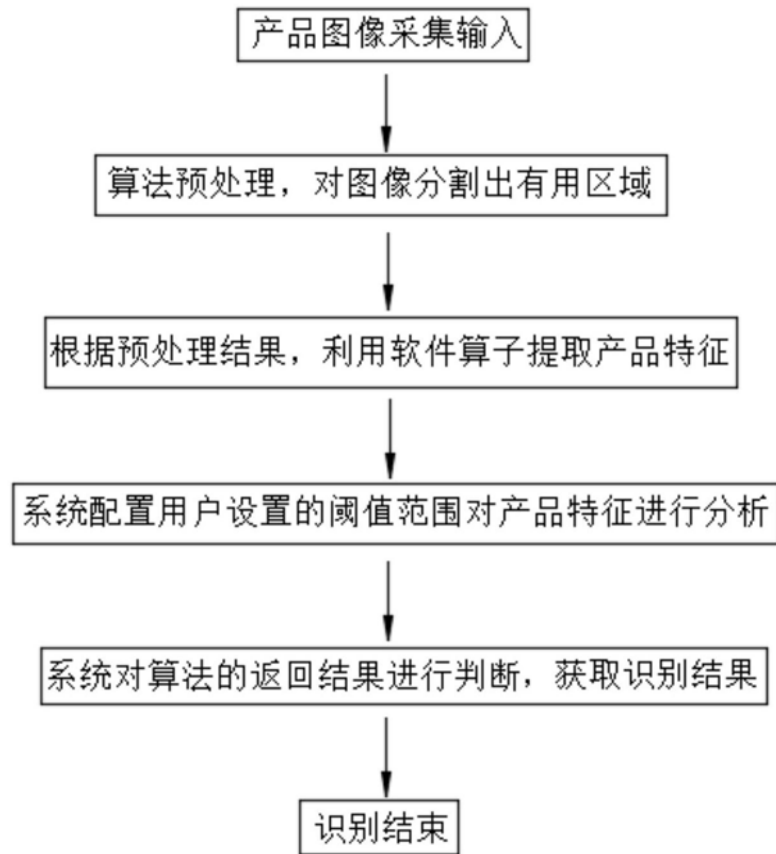 产品图像采集输入
算法预处理，对图像分割出有用区域
根据预处理结果，利用软件算子提取产品特征
系统配置用户设置的阈值范围对产品特征进行分析
系统对算法的返回结果进行判断，获取识别结果
识别结束